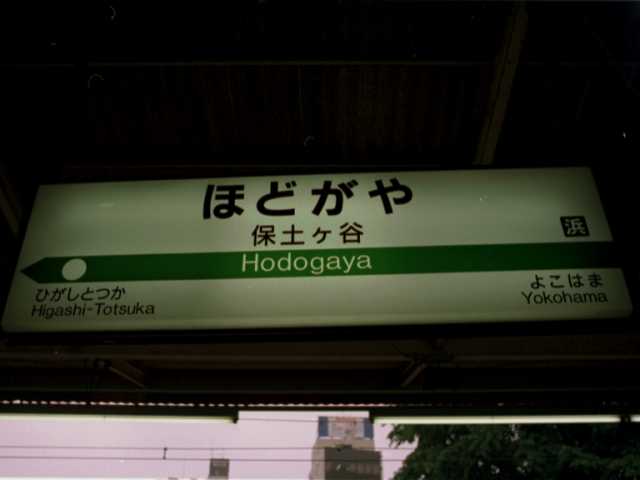 ほどがや
保土ヶ谷
浜
Hodogaya
ひがしとつか
Higashi-Totsuka
よこはま
Yokohama